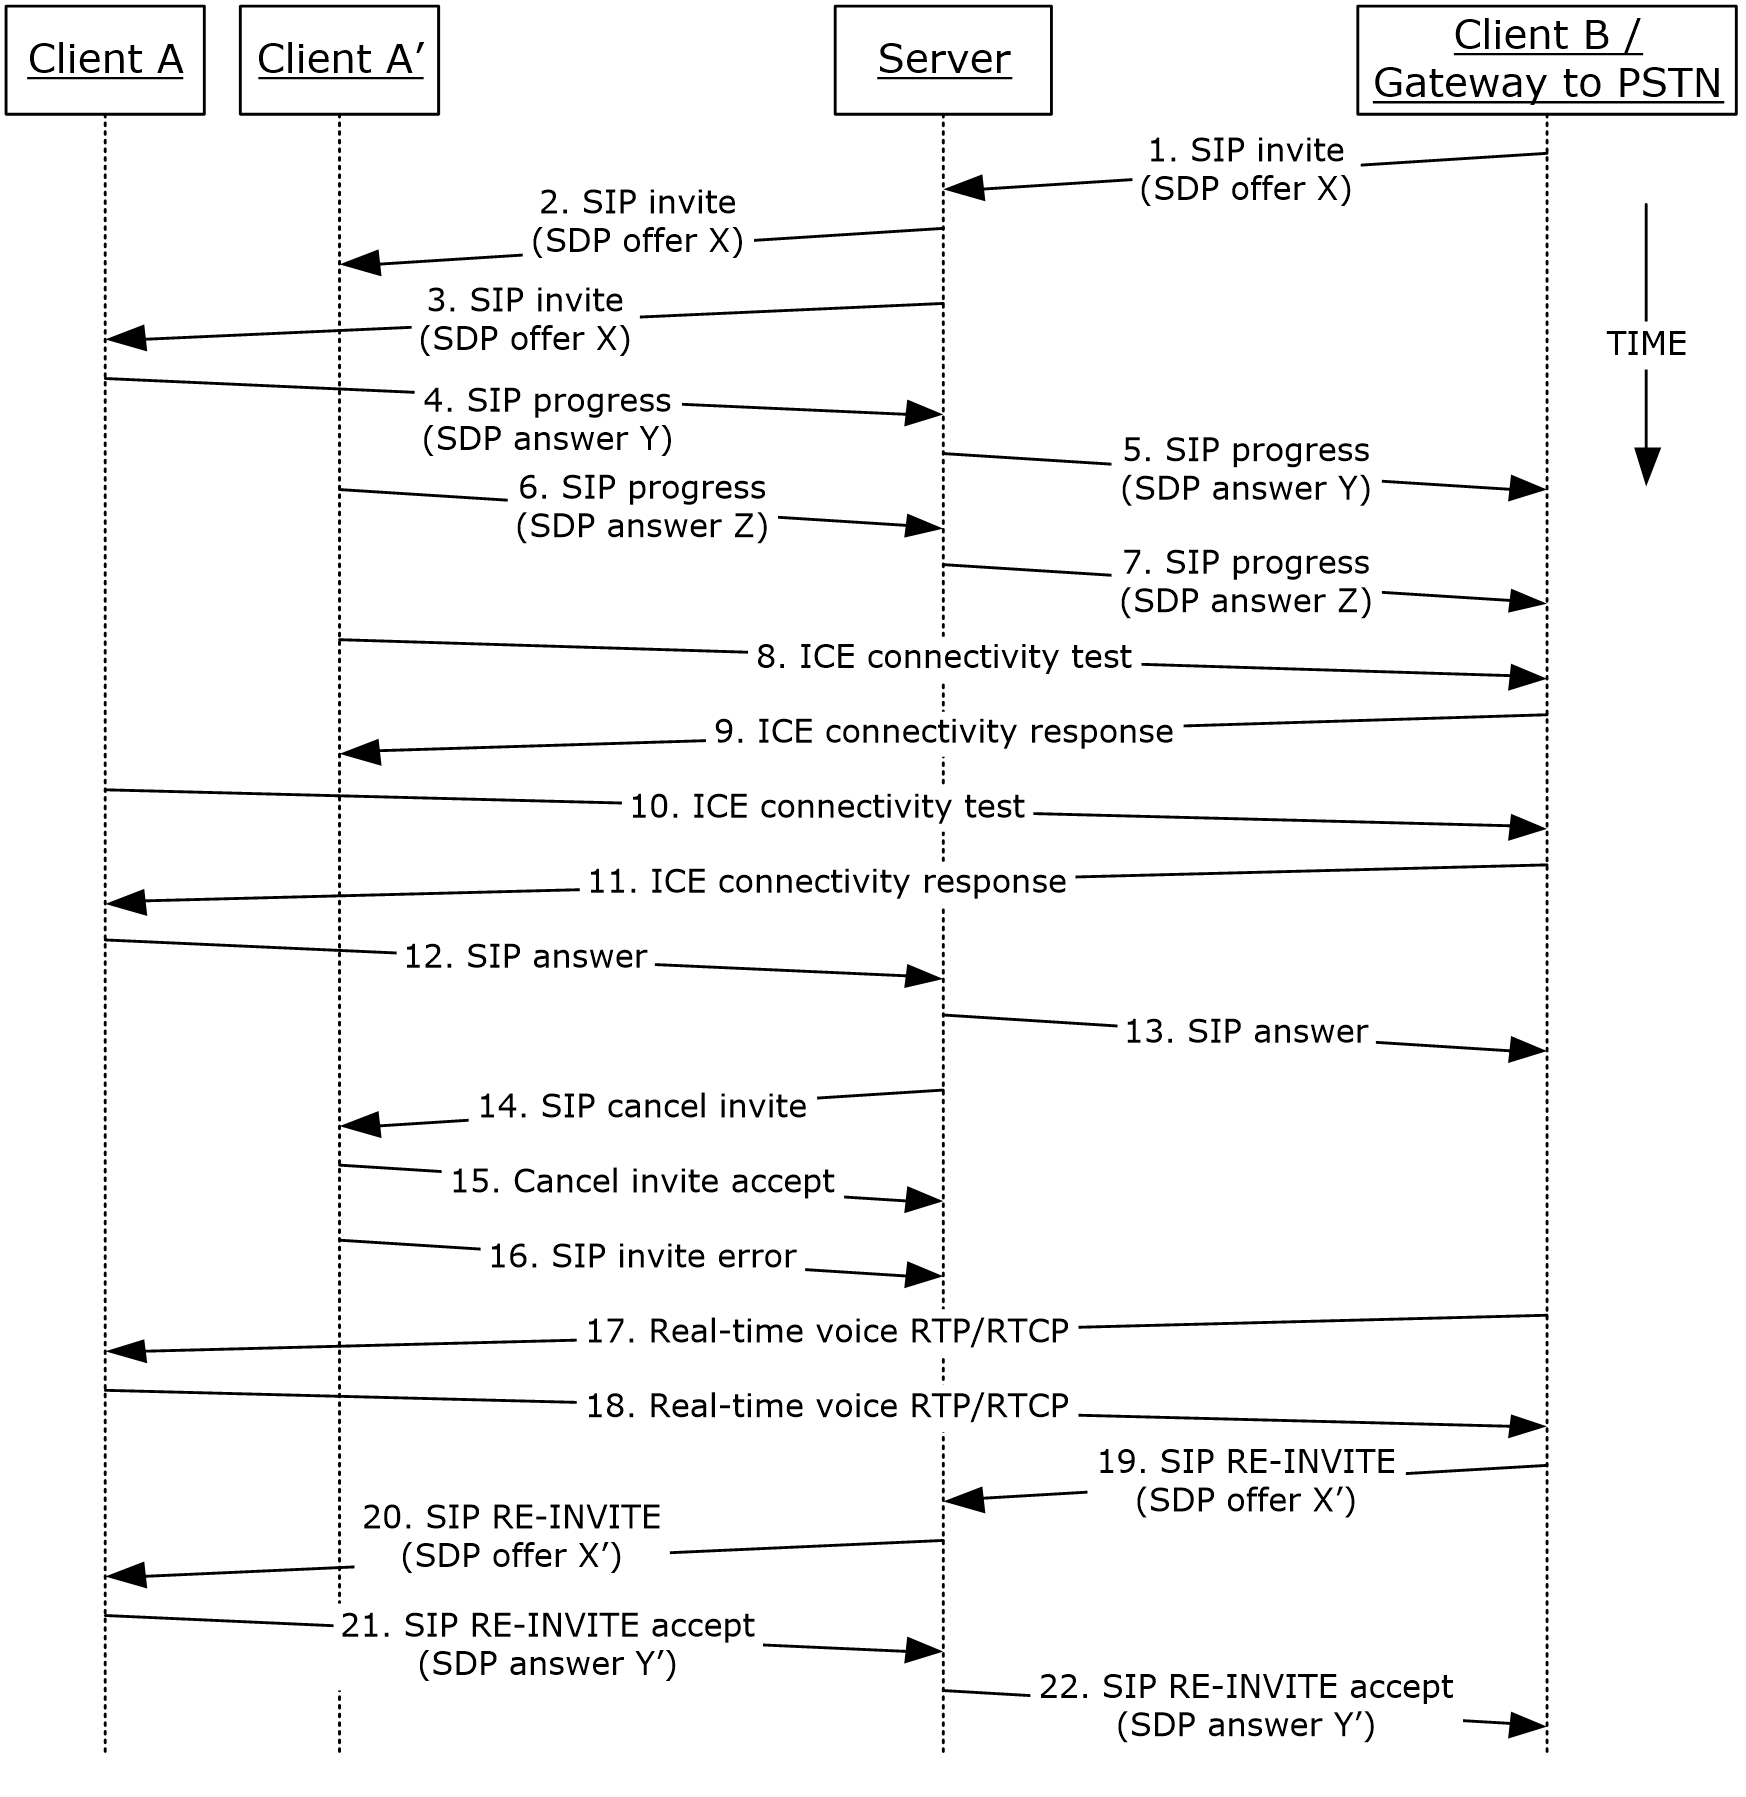 Client A
Client A’
Server
Client B /
Gateway to PSTN
1. SIP invite
(SDP offer X)
2. SIP invite
(SDP offer X)
3. SIP invite
(SDP offer X)
TIME
4. SIP progress
(SDP answer Y)
5. SIP progress
(SDP answer Y)
6. SIP progress
(SDP answer Z)
7. SIP progress
(SDP answer Z)
8. ICE connectivity test
9. ICE connectivity response
10. ICE connectivity test
11. ICE connectivity response
12. SIP answer
13. SIP answer
14. SIP cancel invite
15. Cancel invite accept
16. SIP invite error
17. Real-time voice RTP/RTCP
18. Real-time voice RTP/RTCP
19. SIP RE-INVITE
(SDP offer X’)
20. SIP RE-INVITE
(SDP offer X’)
21. SIP RE-INVITE accept
(SDP answer Y’)
22. SIP RE-INVITE accept
(SDP answer Y’)